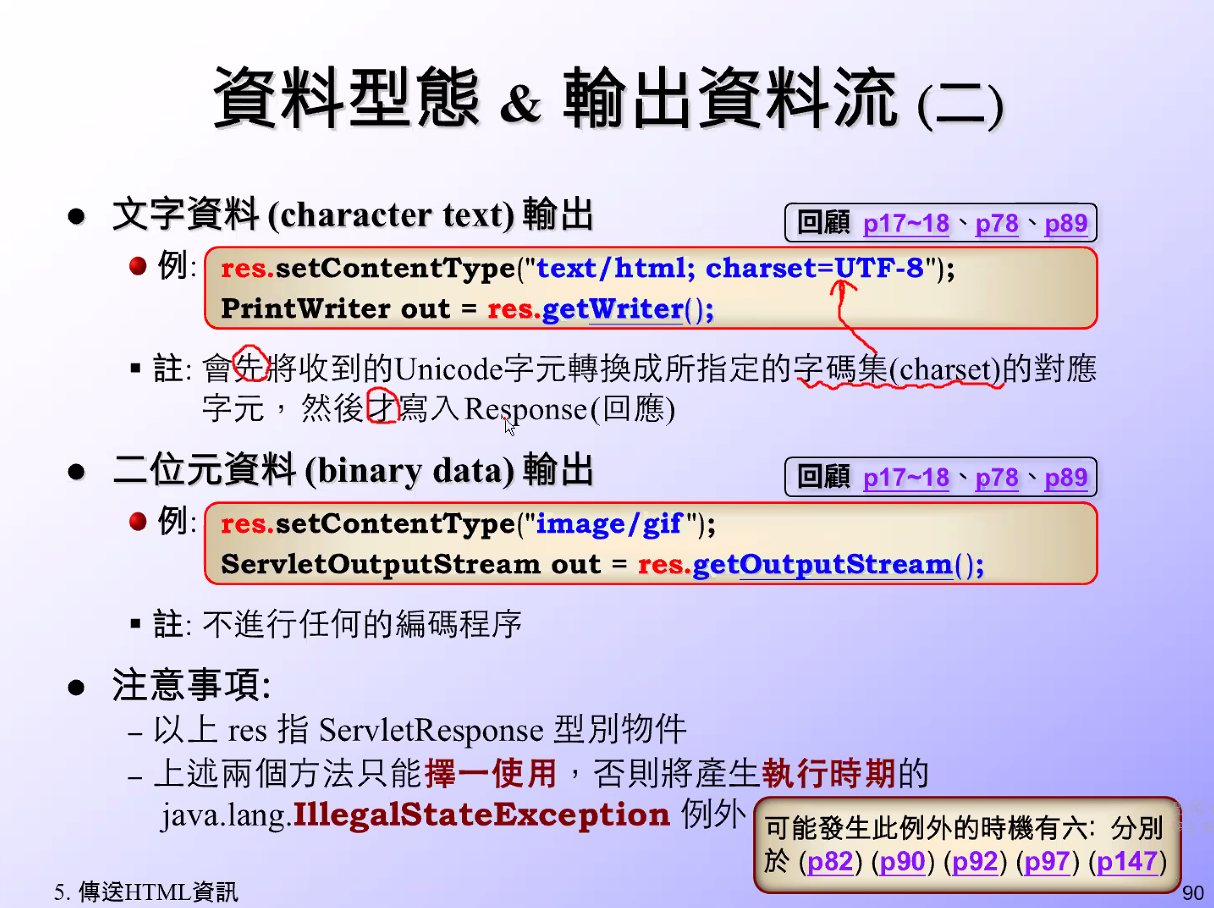 資料型態 & 輸出資料流 (二)
● 文字資料 (character text) 輸出
回顧 p17~18、p78、p89
例:
res.setContentType("text/html; charset=UTF-8");
PrintWriter out = res.getWriter();
▪ 註: 會先將收到的Unicode字元轉換成所指定的字碼集(charset)的對應
字元， 然後才寫入Response(回應)
● 二位元資料 (binary data) 輸出
回顧 p17~18、p78、p89
例:
res.setContentType("image/gif");
ServletOutputStream out = res.getOutputStream();
▪ 註: 不進行任何的編碼程序
● 注意事項:
– 以上 res 指 ServletResponse 型別物件
– 上述兩個方法只能擇一使用，否則將產生執行時期的
java.lang.IllegalStateException 例外
可能發生此例外的時機有六: 分別
於 (p82) (p90) (p92) (p97) (p147)
5. 傳送HTML資訊
90